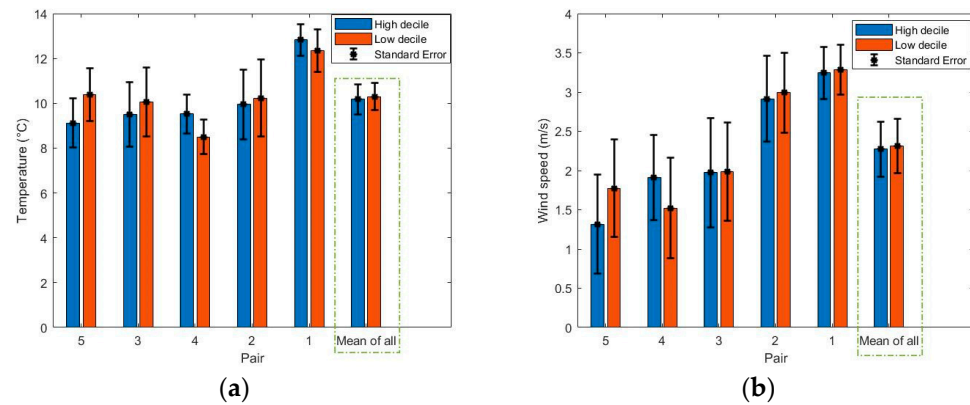 14
12
10
8
6
4
2
0
Temperature (°C)
High decile
Low decile
Standard Error
5 3 4 2 1 Mean of all
Pair
(a)
4
3.5
3
2.5
2
1.5
1
0.5
0
Wind speed (m/s)
High decile
Low decile
Standard Error
5 4 3 2 1 Mean of all
Pair
(b)